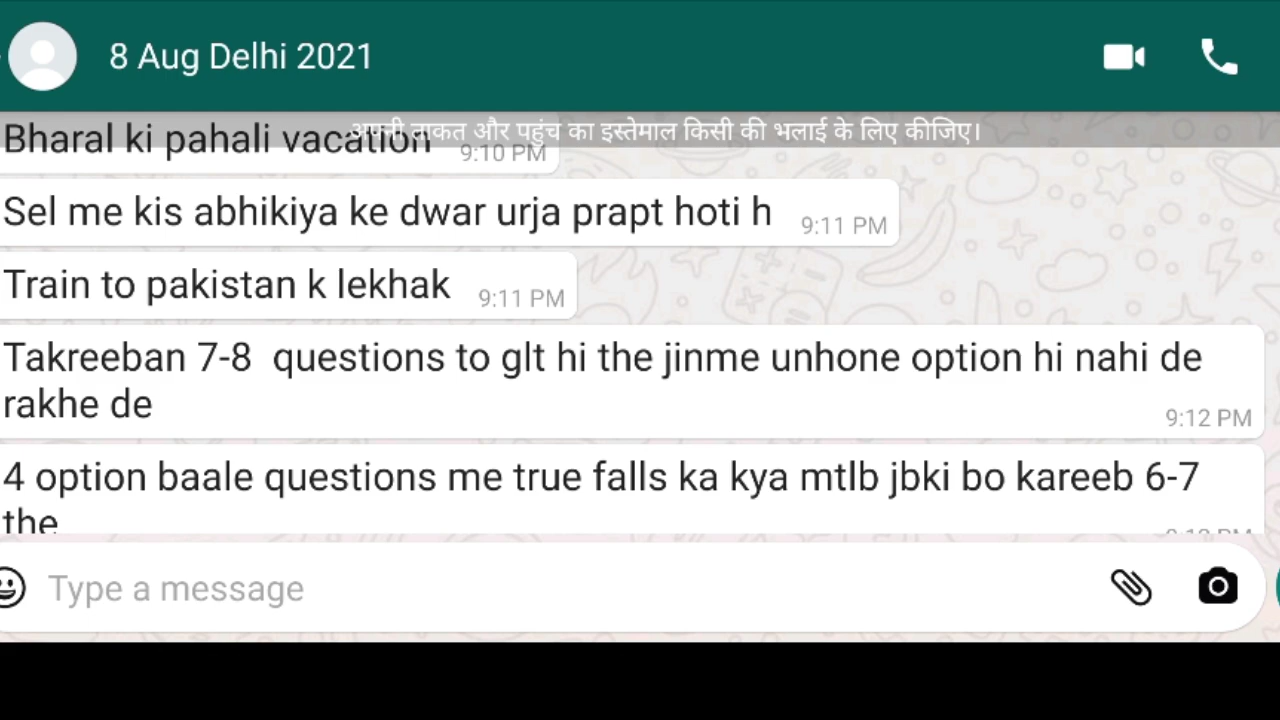 8 Aug Delhi 2021
अपनी ताकत और पहुंच का इस्तेमाल किसी की भलाई के लिए कीजिए।
Bharal ki pahali vacation 9:10 PM
Sel me kis abhikiya ke dwar urja prapt hoti h 9:11 PM
Train to pakistan k lekhak 9:11 PM
Takreeban 7-8 questions to glt hi the jinme unhone option hi nahi de
rakhe de 9:12 PM
4 option baale questions me true falls ka kya mtlb jbki bo kareeb 6-7
the
Type a message